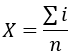 X = ∑ i / n